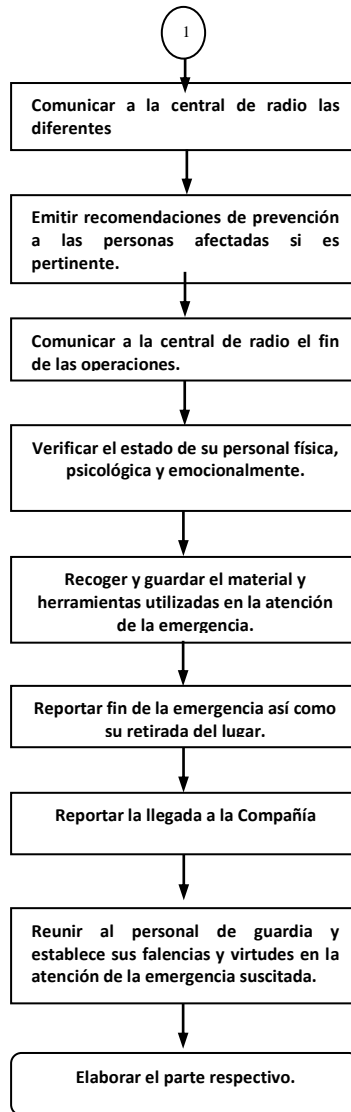 1
Comunicar a la central de radio las
diferentes
Emitir recomendaciones de prevención
a las personas afectadas si es
pertinente.
Comunicar a la central de radio el fin
de las operaciones.
Verificar el estado de su personal física,
psicológica y emocionalmente.
Recoger y guardar el material y
herramientas utilizadas en la atención
de la emergencia.
Reportar fin de la emergencia así como
su retirada del lugar.
Reportar la llegada a la Compañía
Reunir al personal de guardia y
establece sus falencias y virtudes en la
atención de la emergencia suscitada.
Elaborar el parte respectivo.